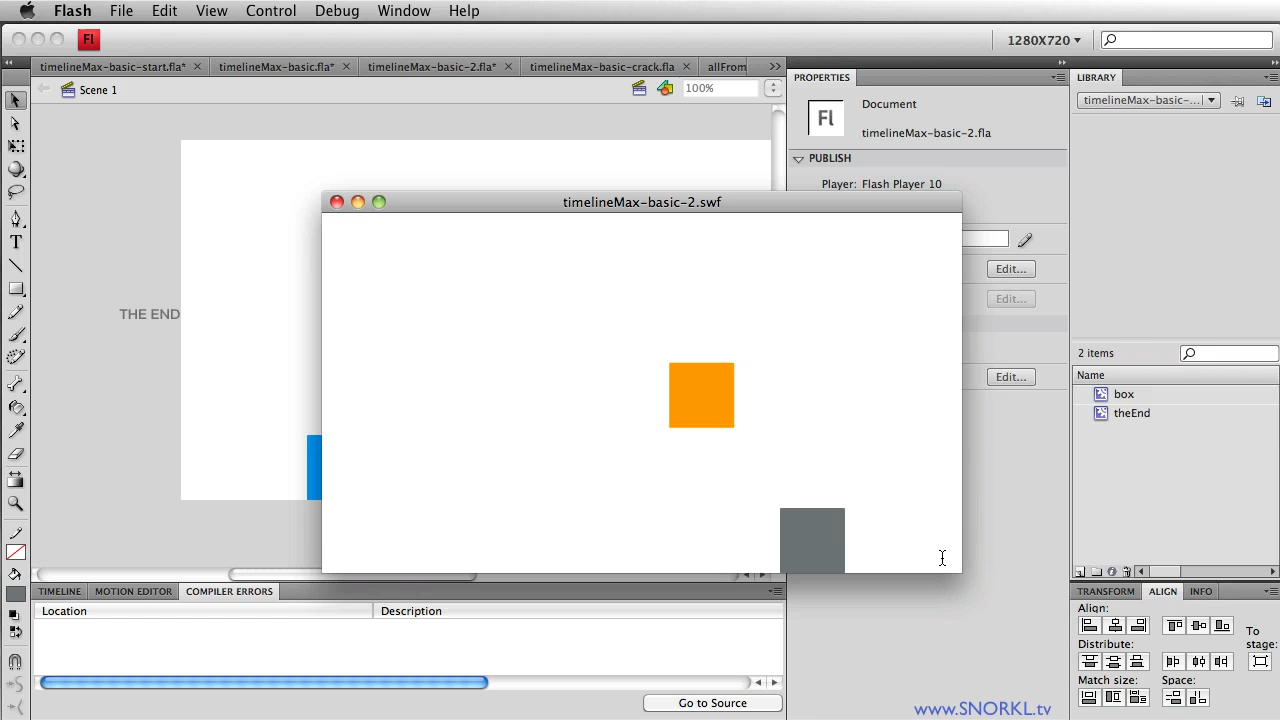 Flash File Edit View Control Debug Window Help
Fl 1280X720
timelineMax-basic-start.fla* timelineMax-basic.fla* timelineMax-basic-2.fla* timelineMax-basic-crack.fla allFrom
Scene 1 100%
PROPERTIES
LIBRARY
Fl Document
timelineMax-basic-2.fla
timelineMax-basic-...
PUBLISH
Player: Flash Player 10
timelineMax-basic-2.swf
Edit...
Edit...
THE END
Edit...
2 items
Name
box
theEnd
TIMELINE MOTION EDITOR COMPILER ERRORS
Location Description
Go to Source
TRANSFORM ALIGN INFO
Align:
To
stage:
Distribute:
Match size: Space:
www.SNORKL.tv
T